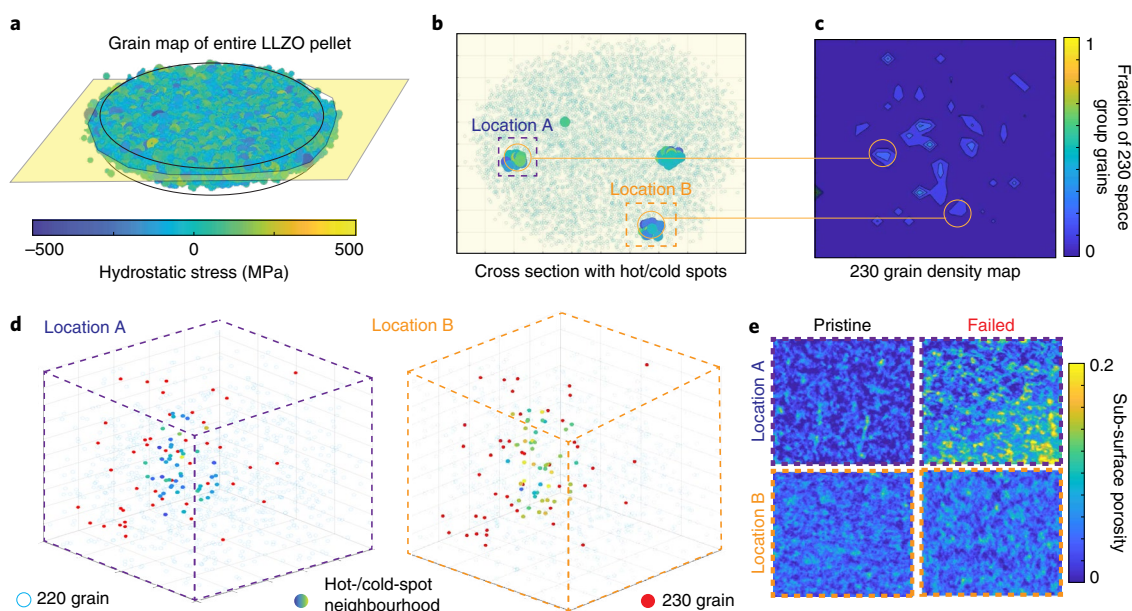 a
Grain map of entire LLZO pellet
−500
0
500
Hydrostatic stress (MPa)
b
Location A
Location B
Cross section with hot/cold spots
c
1
0
Fraction of 230 space
group grains
230 grain density map
d
Location A
Location B
220 grain
Hot-/cold-spot
neighbourhood
230 grain
e
Pristine
Failed
Location A
Location B
0.2
0
Sub-surface porosity